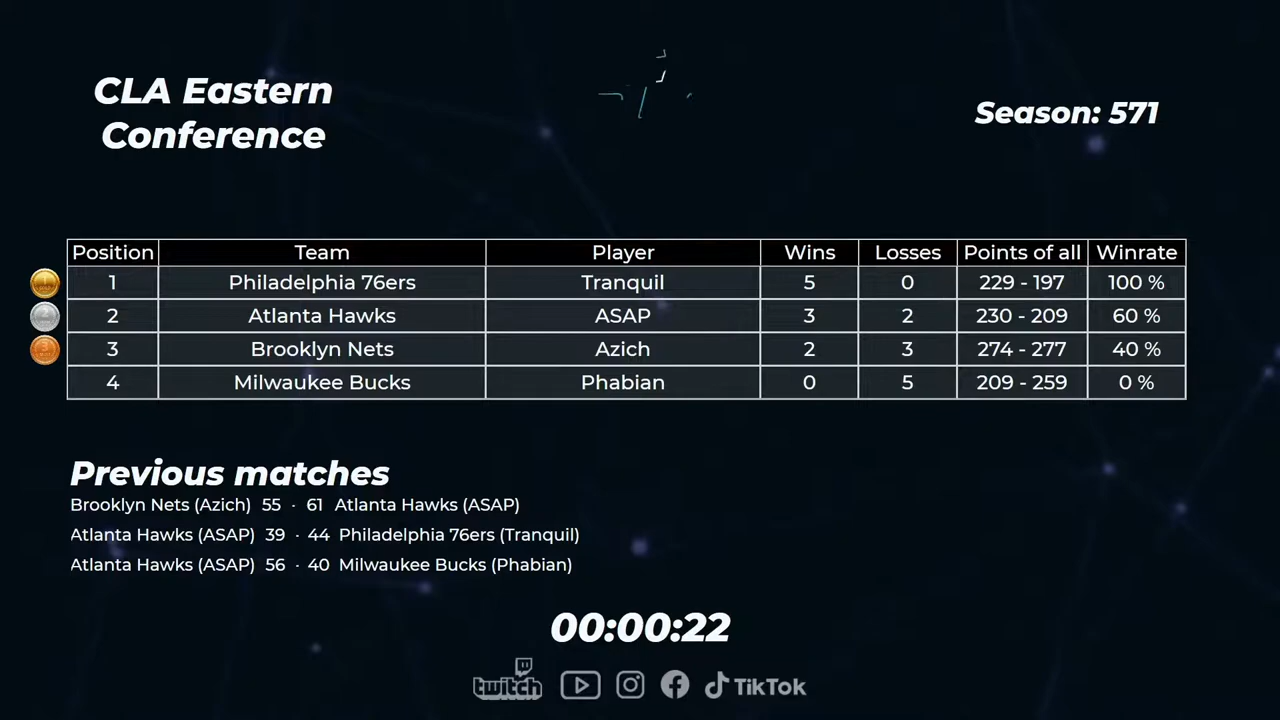 CLA Eastern
Conference
Season: 571
Position Team Player Wins Losses Points of all Winrate
1 Philadelphia 76ers Tranquil 5 0 229 - 197 100 %
2 Atlanta Hawks ASAP 3 2 230 - 209 60 %
3 Brooklyn Nets Azich 2 3 274 - 277 40 %
4 Milwaukee Bucks Phabian 0 5 209 - 259 0 %
Previous matches
Brooklyn Nets (Azich) 55 · 61 Atlanta Hawks (ASAP)
Atlanta Hawks (ASAP) 39 · 44 Philadelphia 76ers (Tranquil)
Atlanta Hawks (ASAP) 56 · 40 Milwaukee Bucks (Phabian)
00:00:22
twitch TikTok